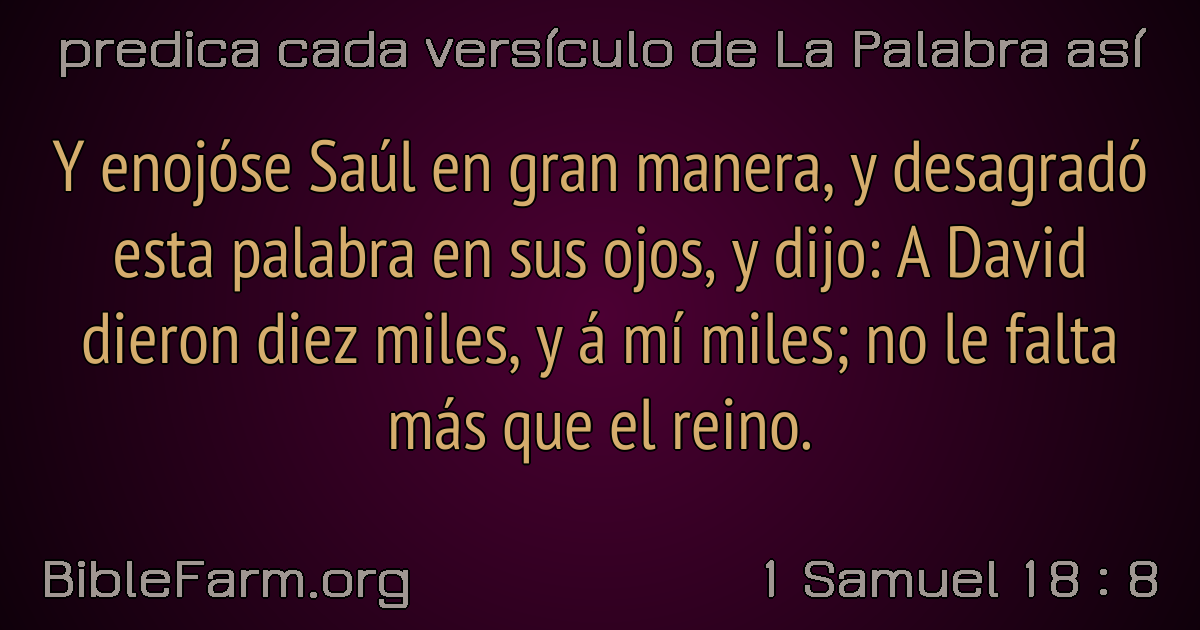 predica cada versículo de La Palabra así
Y enojóse Saúl en gran manera, y desagradó
esta palabra en sus ojos, y dijo: A David
dieron diez miles, y á mí miles; no le falta
más que el reino.
BibleFarm.org
1 Samuel 18 : 8